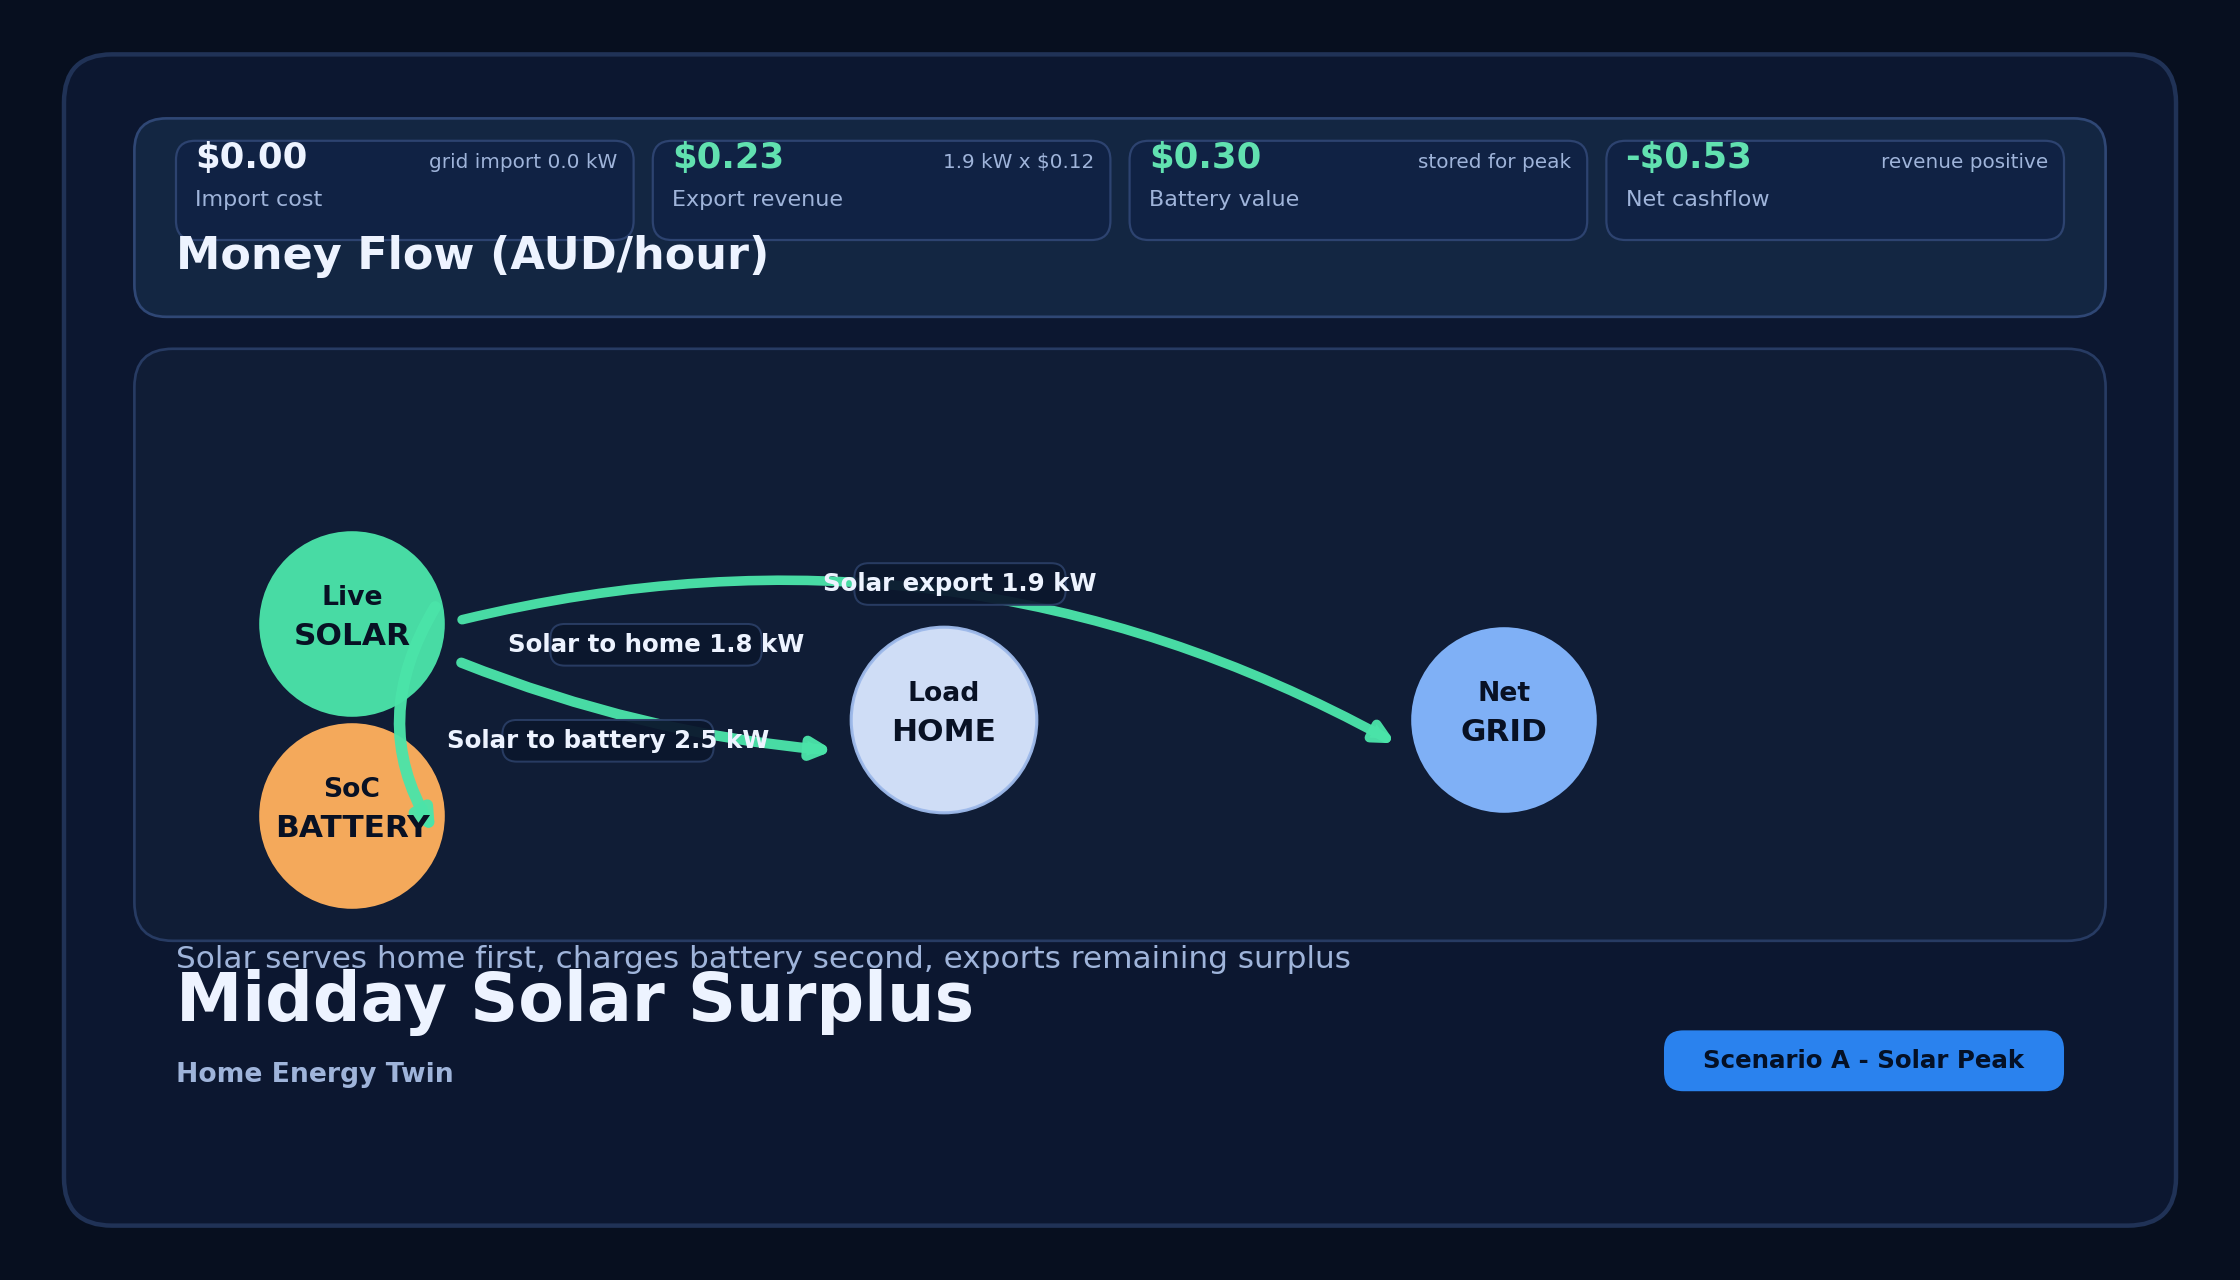 $0.00
grid import 0.0 kW
Import cost
$0.23
1.9 kW x $0.12
Export revenue
$0.30
stored for peak
Battery value
-$0.53
revenue positive
Net cashflow
Money Flow (AUD/hour)
Live
SOLAR
Solar export 1.9 kW
Solar to home 1.8 kW
Solar to battery 2.5 kW
Load
HOME
Net
GRID
SoC
BATTERY
Solar serves home first, charges battery second, exports remaining surplus
Midday Solar Surplus
Home Energy Twin
Scenario A - Solar Peak